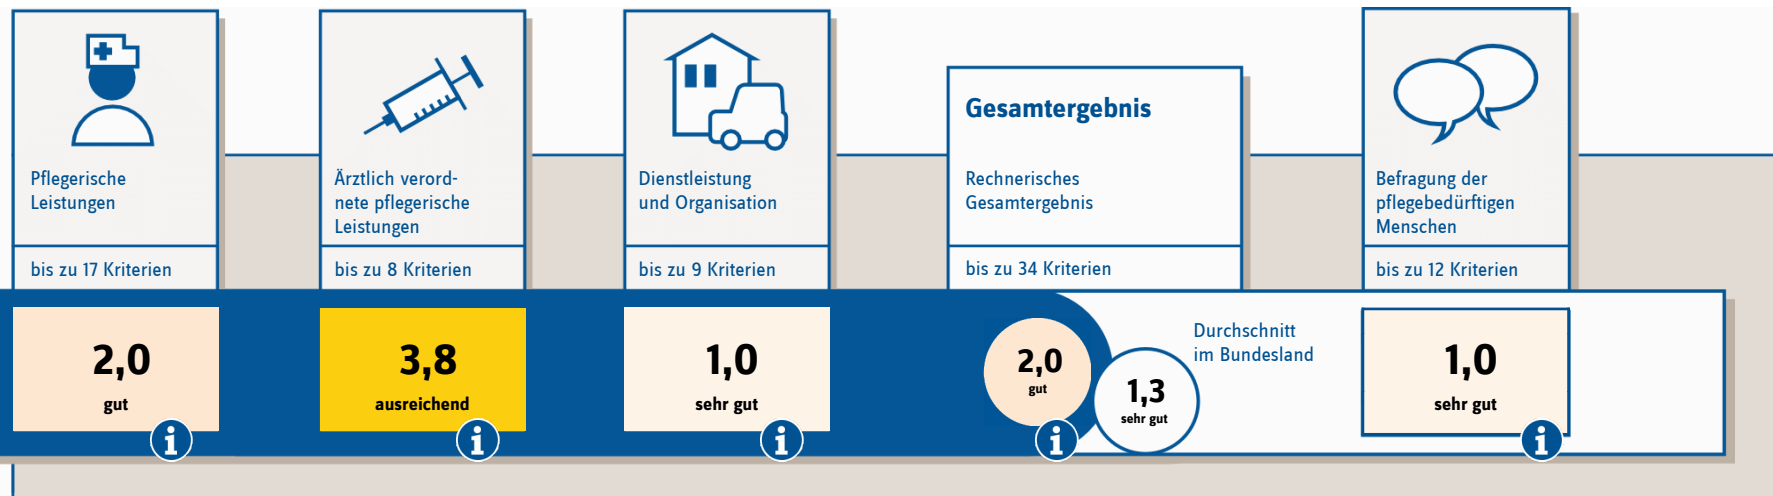 Pflegerische
Leistungen
bis zu 17 Kriterien
2,0
gut
Ärztlich verord-
nete pflegerische
Leistungen
bis zu 8 Kriterien
3,8
ausreichend
Dienstleistung
und Organisation
bis zu 9 Kriterien
1,0
sehr gut
Gesamtergebnis
Rechnerisches
Gesamtergebnis
bis zu 34 Kriterien
2,0
gut
1,3
sehr gut
Durchschnitt
im Bundesland
Befragung der
pflegebedürftigen
Menschen
bis zu 12 Kriterien
1,0
sehr gut
i
i
i
i
i